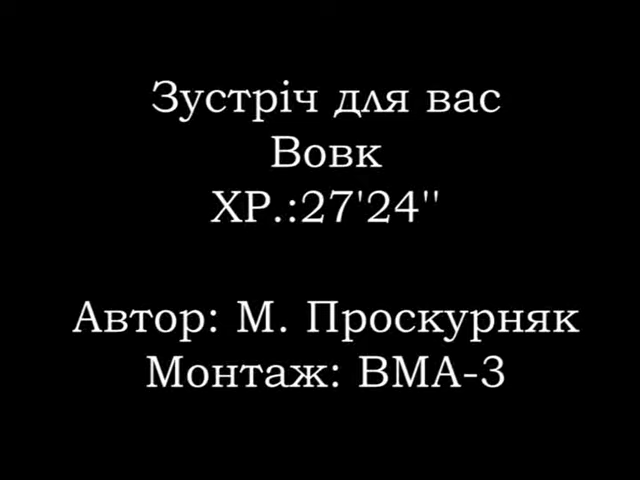 Зустріч для вас
Вовк
ХР.:27'24''
Автор: М. Проскурняк
Монтаж: ВМА-3